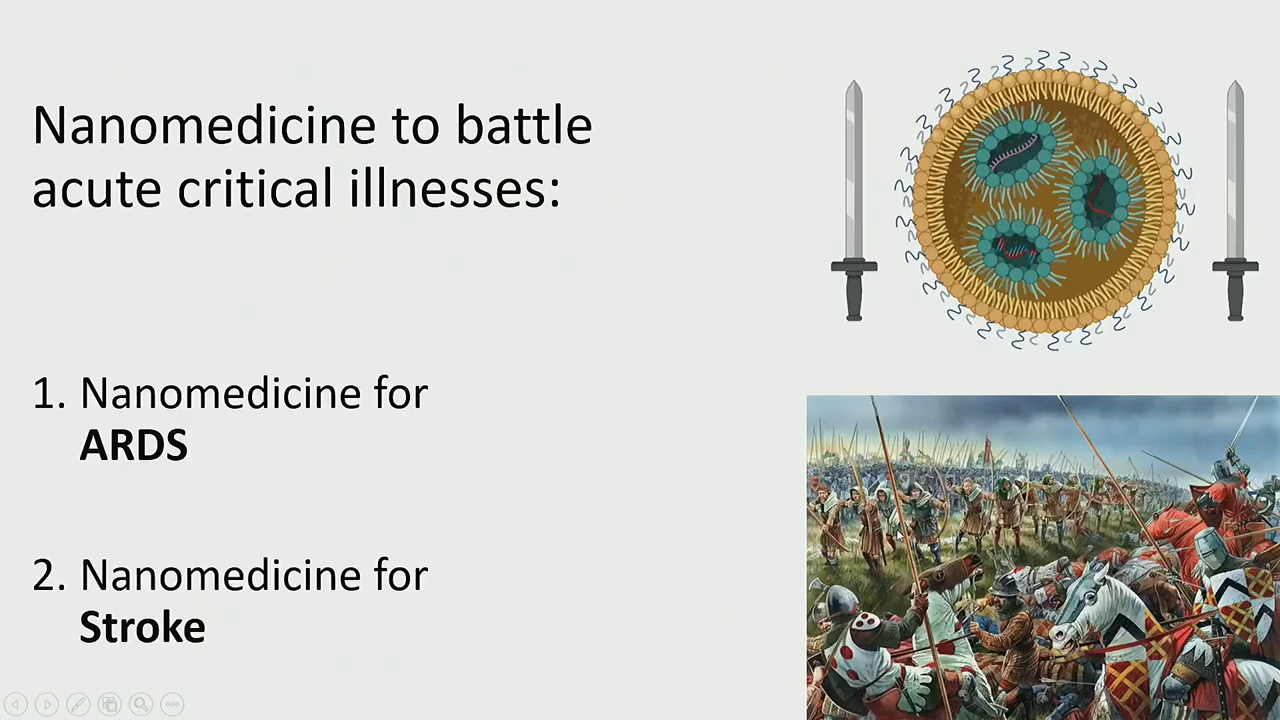 Nanomedicine to battle
acute critical illnesses:
1. Nanomedicine for
ARDS
2. Nanomedicine for
Stroke